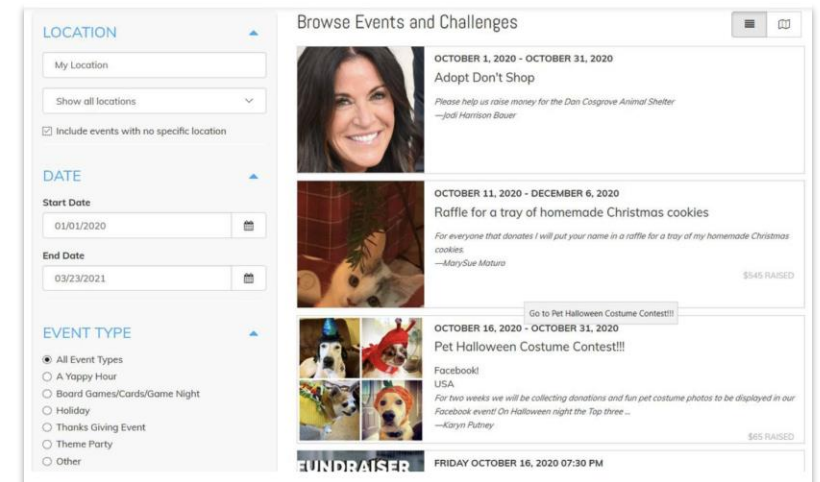 LOCATION
My Location
Show all locations
Include events with no specific location
DATE
Start Date
01/01/2020
End Date
03/23/2021
EVENT TYPE
All Event Types
A Yappy Hour
Board Games/Cards/Game Night
Holiday
Thanks Giving Event
Theme Party
Other
Browse Events and Challenges
OCTOBER 1, 2020 - OCTOBER 31, 2020
Adopt Don't Shop
Please help us raise money for the Dan Cosgrove Animal Shelter
—Jodi Harrison Bauer
OCTOBER 11, 2020 - DECEMBER 6, 2020
Raffle for a tray of homemade Christmas cookies
For everyone that donates I will put your name in a raffle for a tray of my homemade Christmas
cookies.
—MarySue Maturo
$545 RAISED
Go to Pet Halloween Costume Contest!!!
OCTOBER 16, 2020 - OCTOBER 31, 2020
Pet Halloween Costume Contest!!!
Facebook!
USA
For two weeks we will be collecting donations and fun pet costume photos to be displayed in our
Facebook event! On Halloween night the Top three ...
—Karyn Putney
$65 RAISED
FUNDRAISER
FRIDAY OCTOBER 16, 2020 07:30 PM